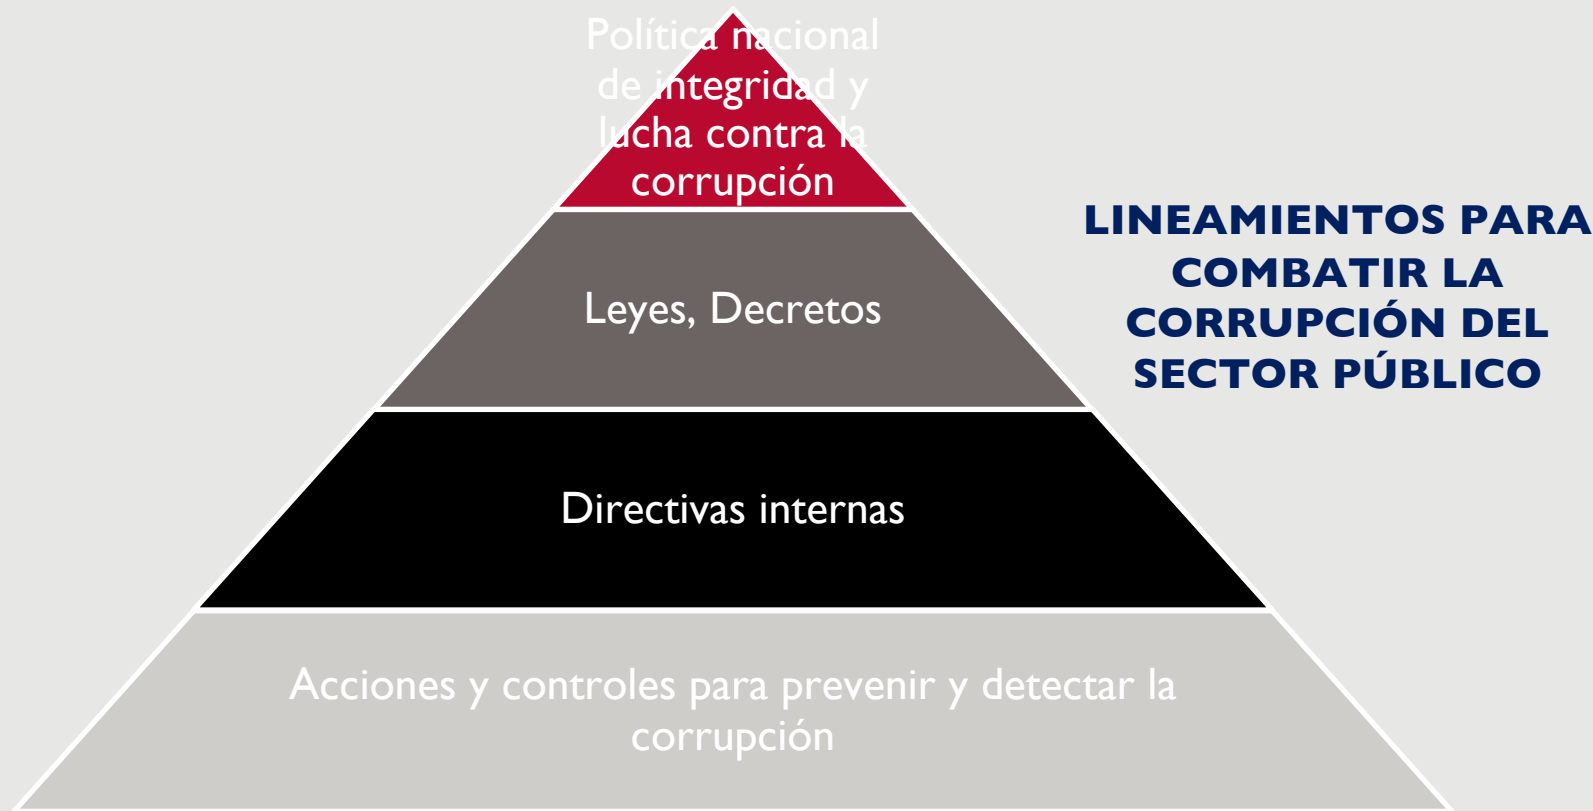 Política nacional
de integridad y
lucha contra la
corrupción
LINEAMIENTOS PARA
COMBATIR LA
CORRUPCIÓN DEL
SECTOR PÚBLICO
Leyes, Decretos
Directivas internas
Acciones y controles para prevenir y detectar la
corrupción